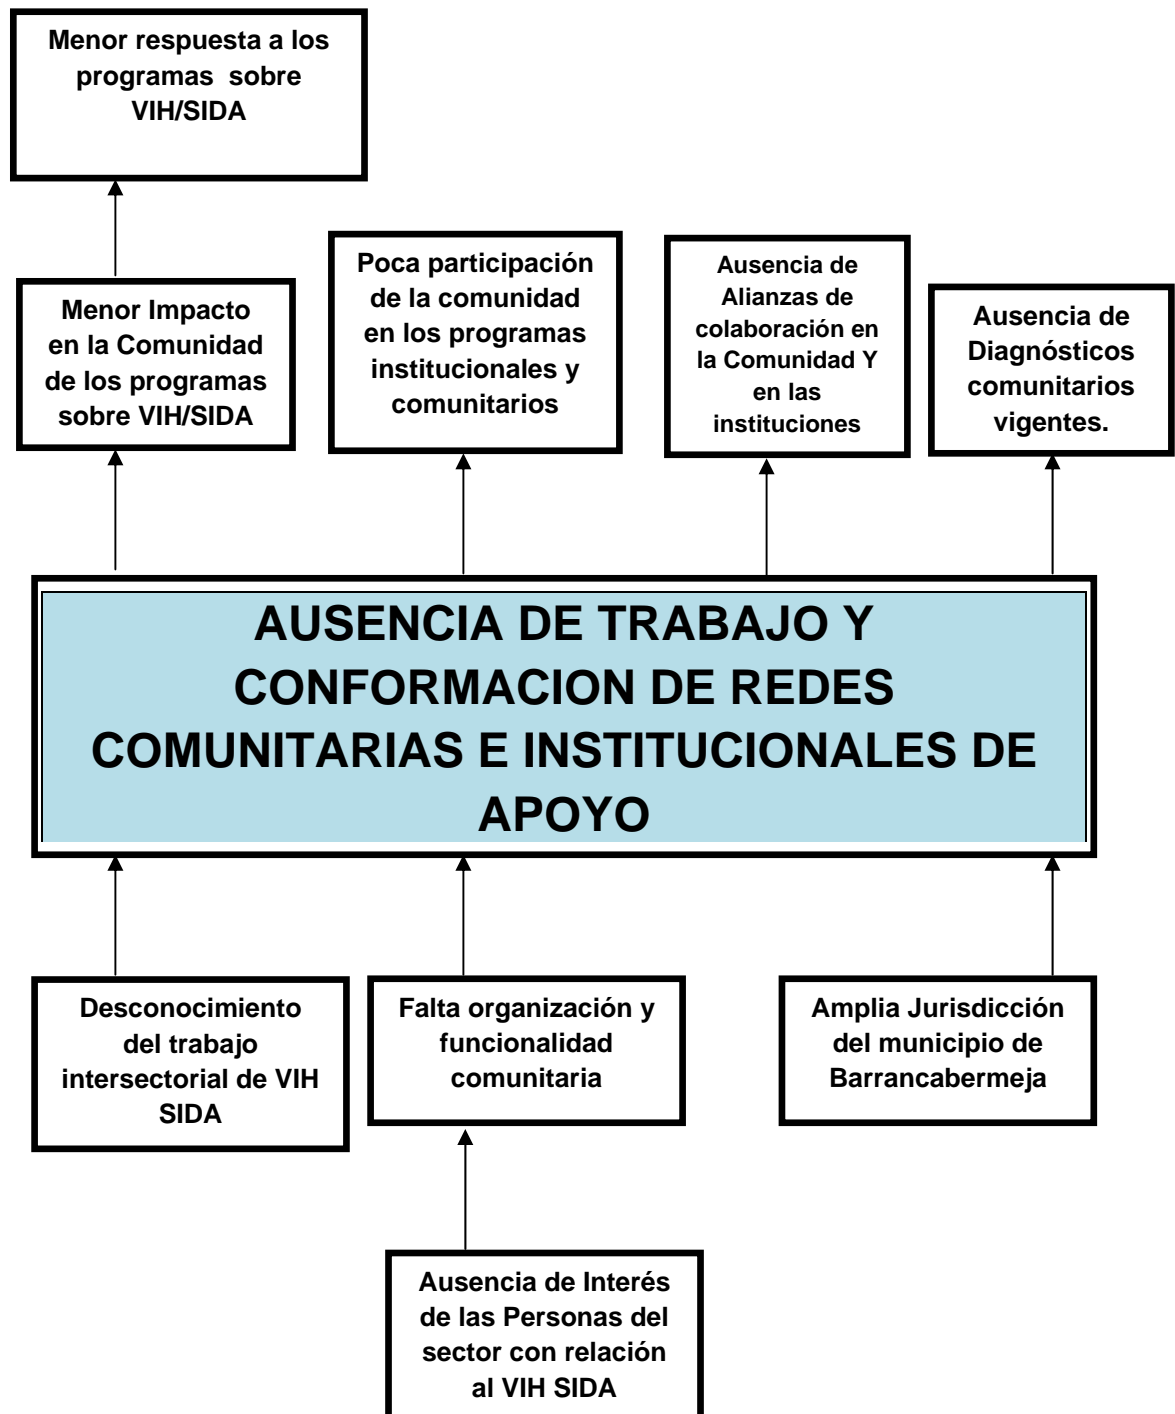 Menor respuesta a los
programas sobre
VIH/SIDA
Menor Impacto
en la Comunidad
de los programas
sobre VIH/SIDA
Poca participación
de la comunidad
en los programas
institucionales y
comunitarios
Ausencia de
Alianzas de
colaboración en
la Comunidad Y
en las
instituciones
Ausencia de
Diagnósticos
comunitarios
vigentes.
AUSENCIA DE TRABAJO Y
CONFORMACION DE REDES
COMUNITARIAS E INSTITUCIONALES DE
APOYO
Desconocimiento
del trabajo
intersectorial de VIH
SIDA
Falta organización y
funcionalidad
comunitaria
Amplia Jurisdicción
del municipio de
Barrancabermeja
Ausencia de Interés
de las Personas del
sector con relación
al VIH SIDA